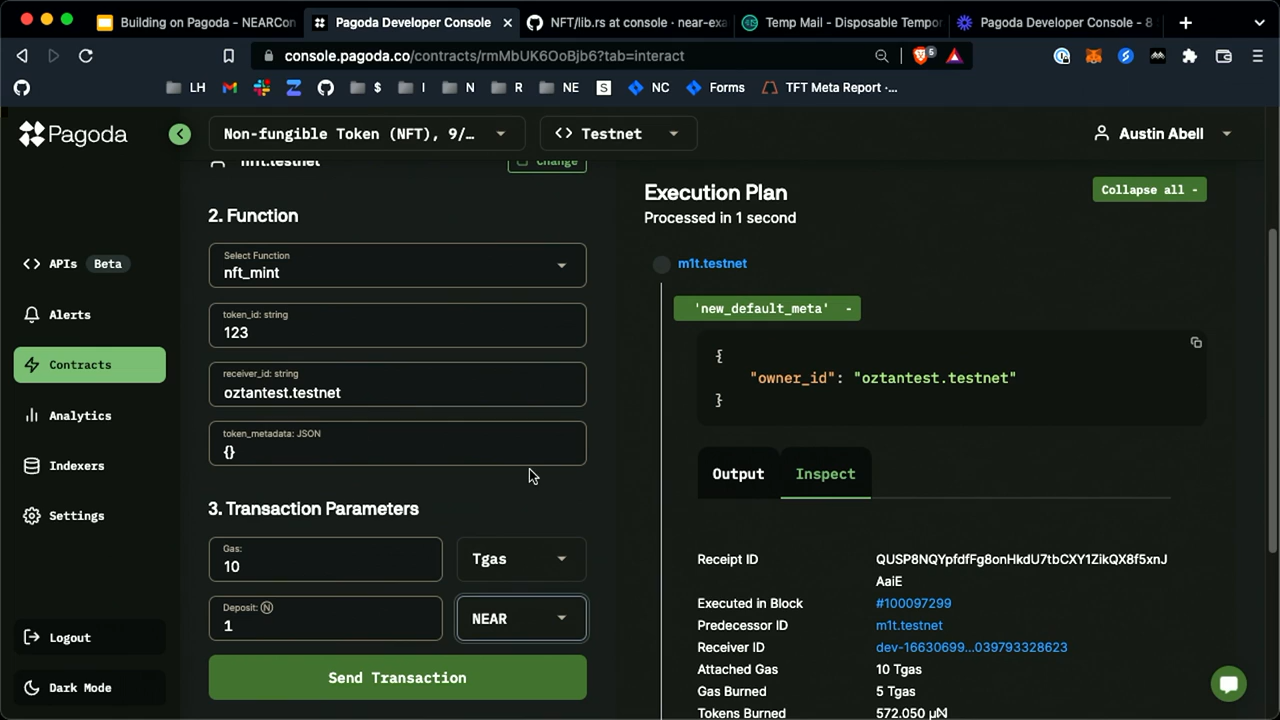 Building on Pagoda - NEARCon
Pagoda Developer Console
NFT/lib.rs at console · near-exa
Temp Mail - Disposable Tempor
Pagoda Developer Console - 8
console.pagoda.co/contracts/rmMbUK6OoBjb6?tab=interact
5
LH
$
I
N
R
NE
S
NC
Forms
TFT Meta Report -...
Pagoda
Non-fungible Token (NFT), 9/...
<> Testnet
Austin Abell
Change
2. Function
Select Function
nft_mint
token_id: string
123
receiver_id: string
oztantest.testnet
token_metadata: JSON
{}
3. Transaction Parameters
Gas:
10
Tgas
Deposit: Ⓝ
1
NEAR
Send Transaction
APIs
Beta
Alerts
Contracts
Analytics
Indexers
Settings
Logout
Dark Mode
Execution Plan
Collapse all -
Processed in 1 second
m1t.testnet
'new_default_meta' -
{
"owner_id": "oztantest.testnet"
}
Output
Inspect
Receipt ID
QUSP8NQYpfdfFg8onHkdU7tbCXY1ZikQX8f5xnJ
AaiE
Executed in Block
#100097299
Predecessor ID
m1t.testnet
Receiver ID
dev-16630699...039793328623
Attached Gas
10 Tgas
Gas Burned
5 Tgas
Tokens Burned
572.050 µN